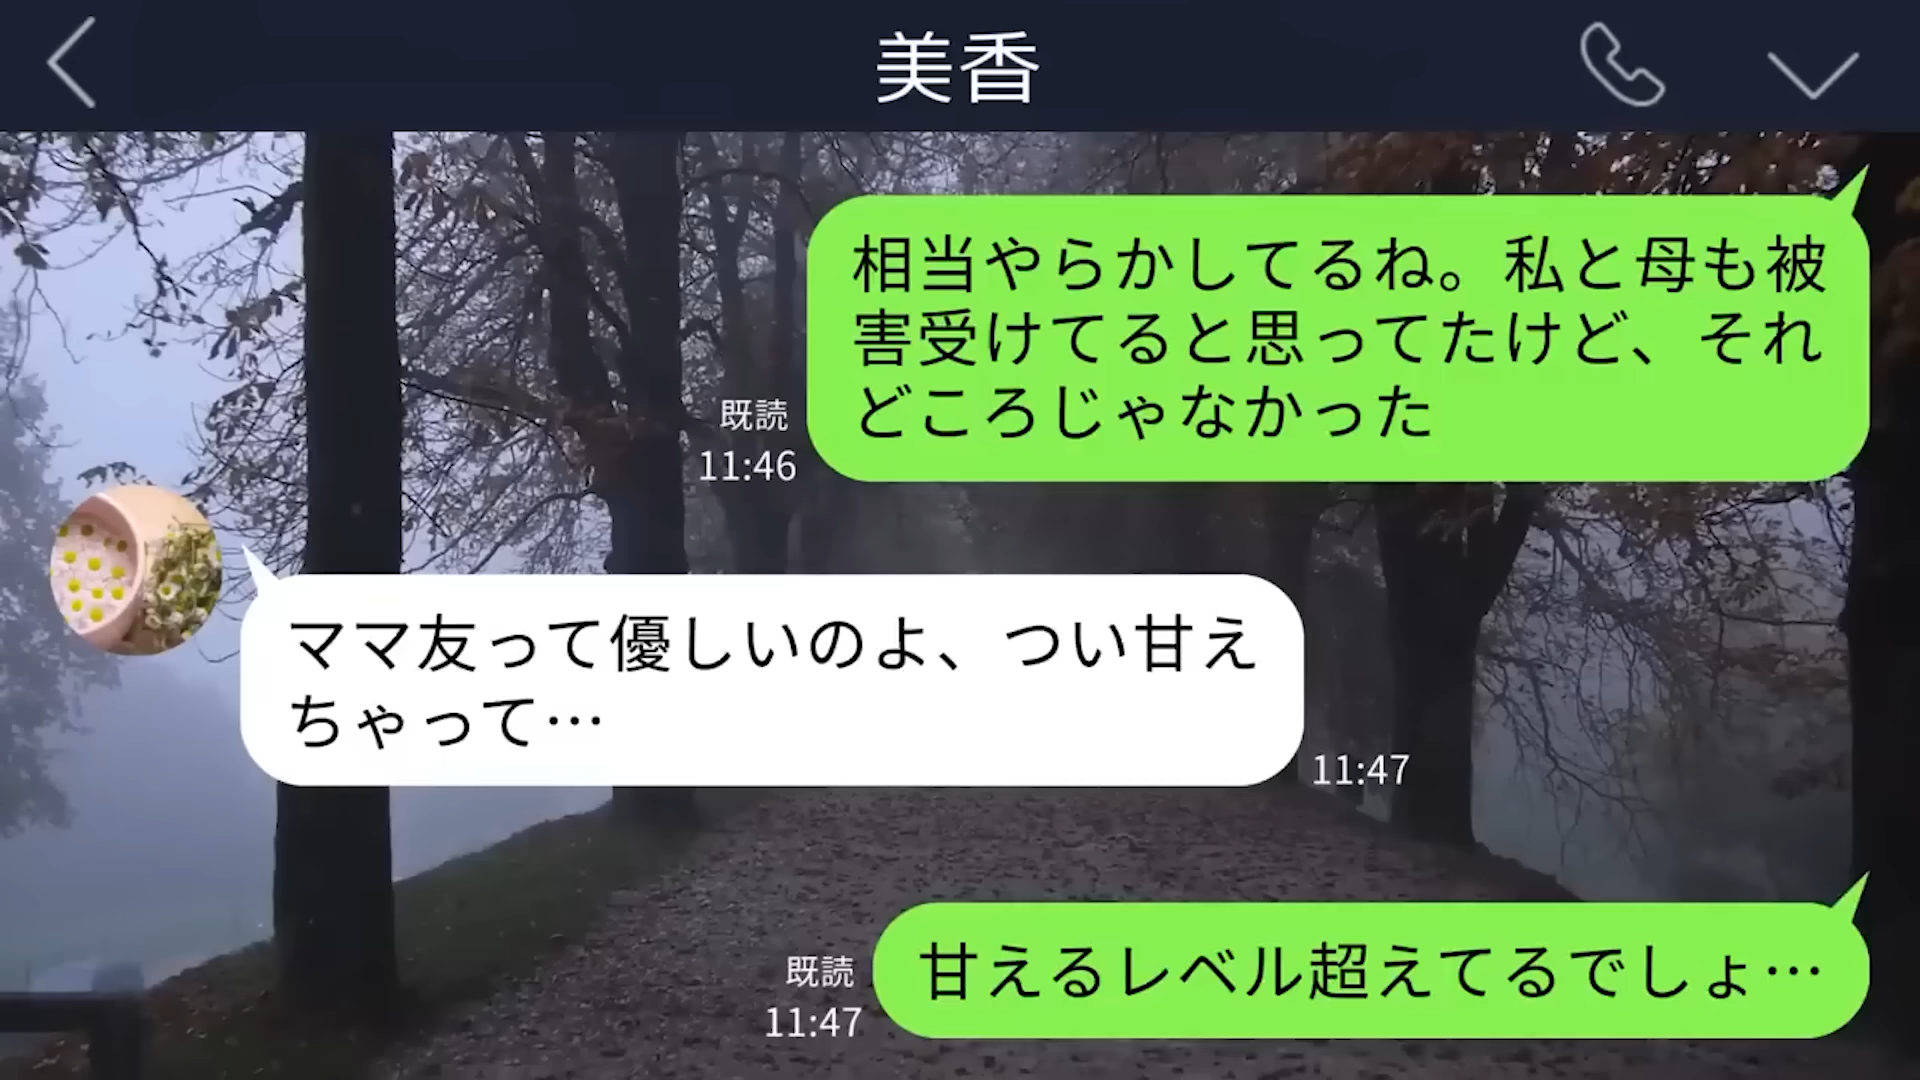 美香
相当やらかしてるね。私と母も被
害受けてると思ってたけど、それ
どころじゃなかった
既読
11:46
ママ友って優しいのよ、つい甘え
ちゃって…
11:47
甘えるレベル超えてるでしょ…
既読
11:47